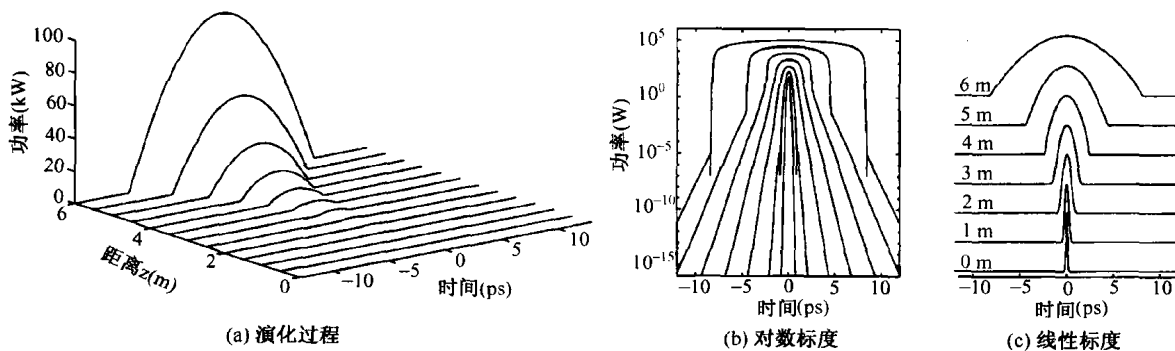 100
80
60
40
20
0
功率(kW)
6
4
2
0
距离z(m)
−10
−5
0
5
10
时间(ps)
(a) 演化过程
10^5
10^0
10^−5
10^−10
10^−15
功率(W)
−10 −5 0 5 10
时间(ps)
(b) 对数标度
6 m
5 m
4 m
3 m
2 m
1 m
0 m
−10 −5 0 5 10
时间(ps)
(c) 线性标度